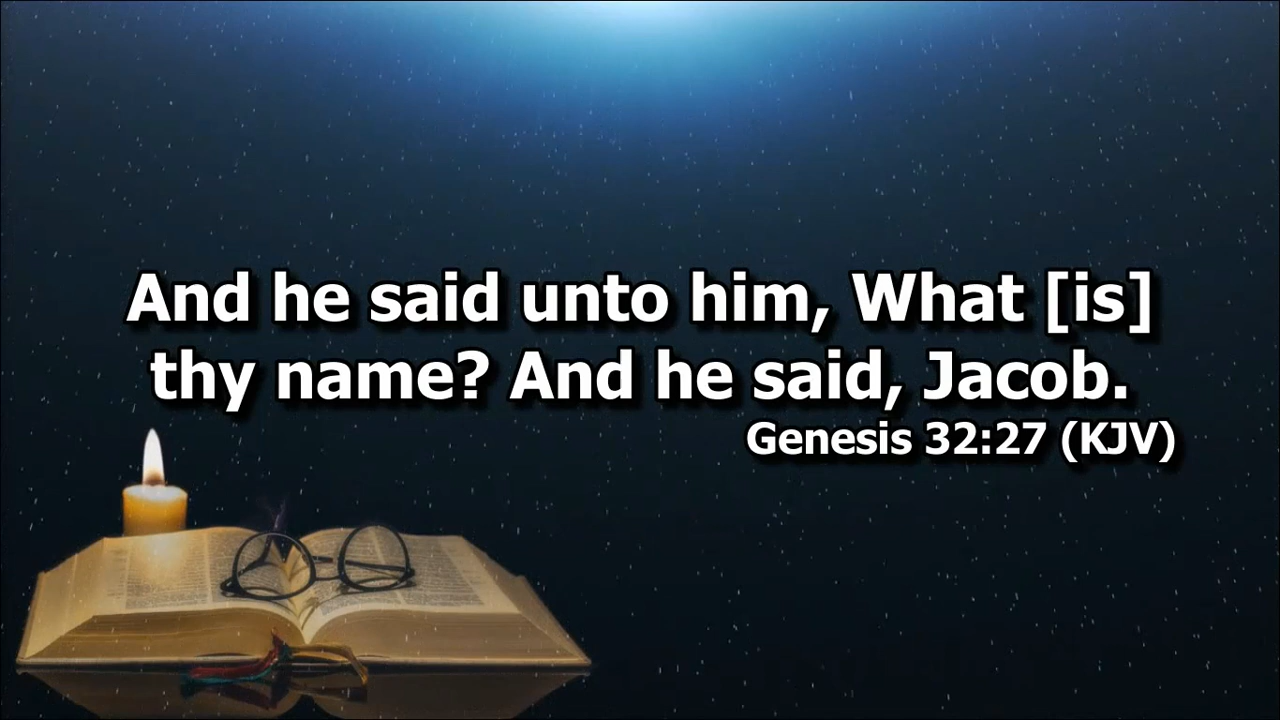 And he said unto him, What [is]
thy name? And he said, Jacob.
Genesis 32:27 (KJV)